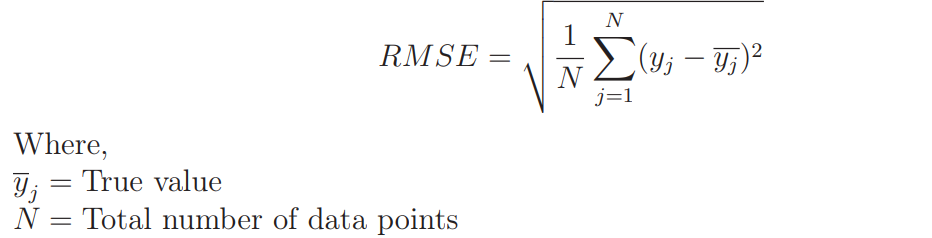 RMSE = \sqrt{\frac{1}{N} \sum_{j=1}^{N} (y_j - \overline{y_j})^2}
Where,
\overline{y}_j = True value
N = Total number of data points